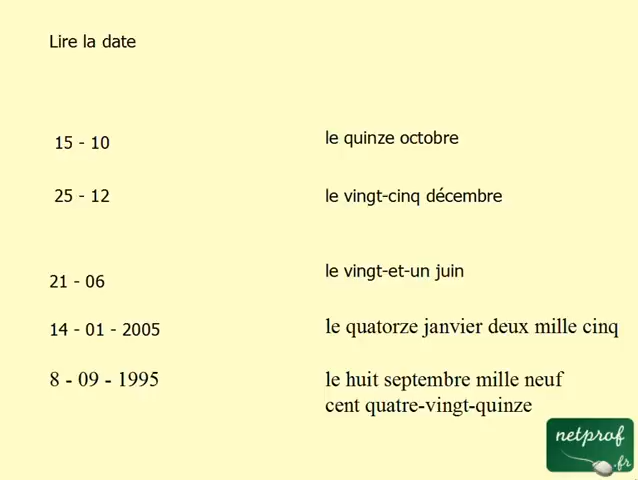 Lire la date
15 - 10 le quinze octobre
25 - 12 le vingt-cinq décembre
21 - 06 le vingt-et-un juin
14 - 01 - 2005 le quatorze janvier deux mille cinq
8 - 09 - 1995 le huit septembre mille neuf
cent quatre-vingt-quinze
netprof
.fr